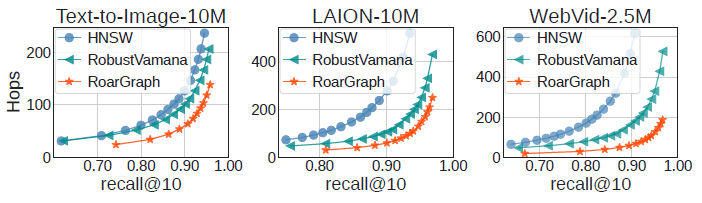 Text-to-Image-10M
LAION-10M
WebVid-2.5M
Hops
200
100
0
HNSW
RobustVamana
RoarGraph
0.70
0.80
0.90
1.00
recall@10
400
200
0
HNSW
RobustVamana
RoarGraph
0.80
0.90
1.00
recall@10
600
400
200
0
HNSW
RobustVamana
RoarGraph
0.70
0.80
0.90
1.00
recall@10